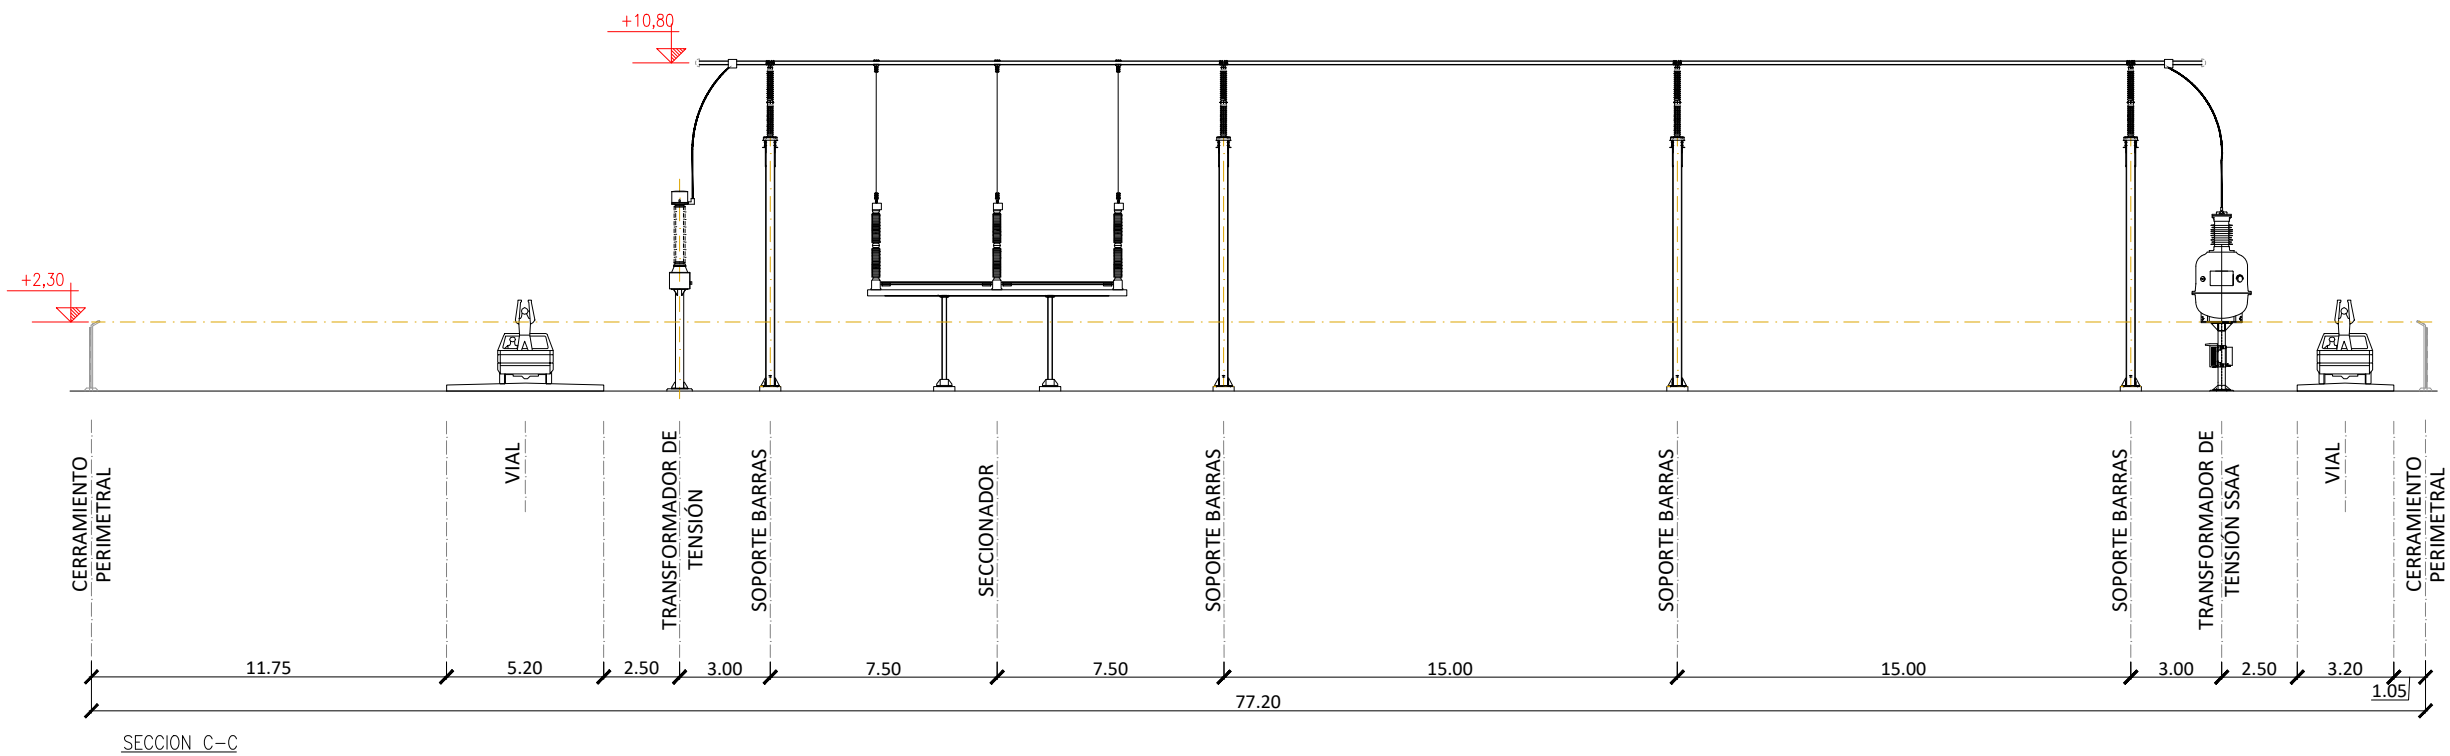 +10,80
+2,30
CERRAMIENTO
PERIMETRAL
VIAL
TRANSFORMADOR DE
TENSIÓN
SOPORTE BARRAS
SECCIONADOR
SOPORTE BARRAS
SOPORTE BARRAS
SOPORTE BARRAS
TRANSFORMADOR DE
TENSIÓN SSAA
VIAL
CERRAMIENTO
PERIMETRAL
11.75
5.20
2.50
3.00
7.50
7.50
15.00
15.00
3.00
2.50
3.20
1.05
77.20
SECCION C-C